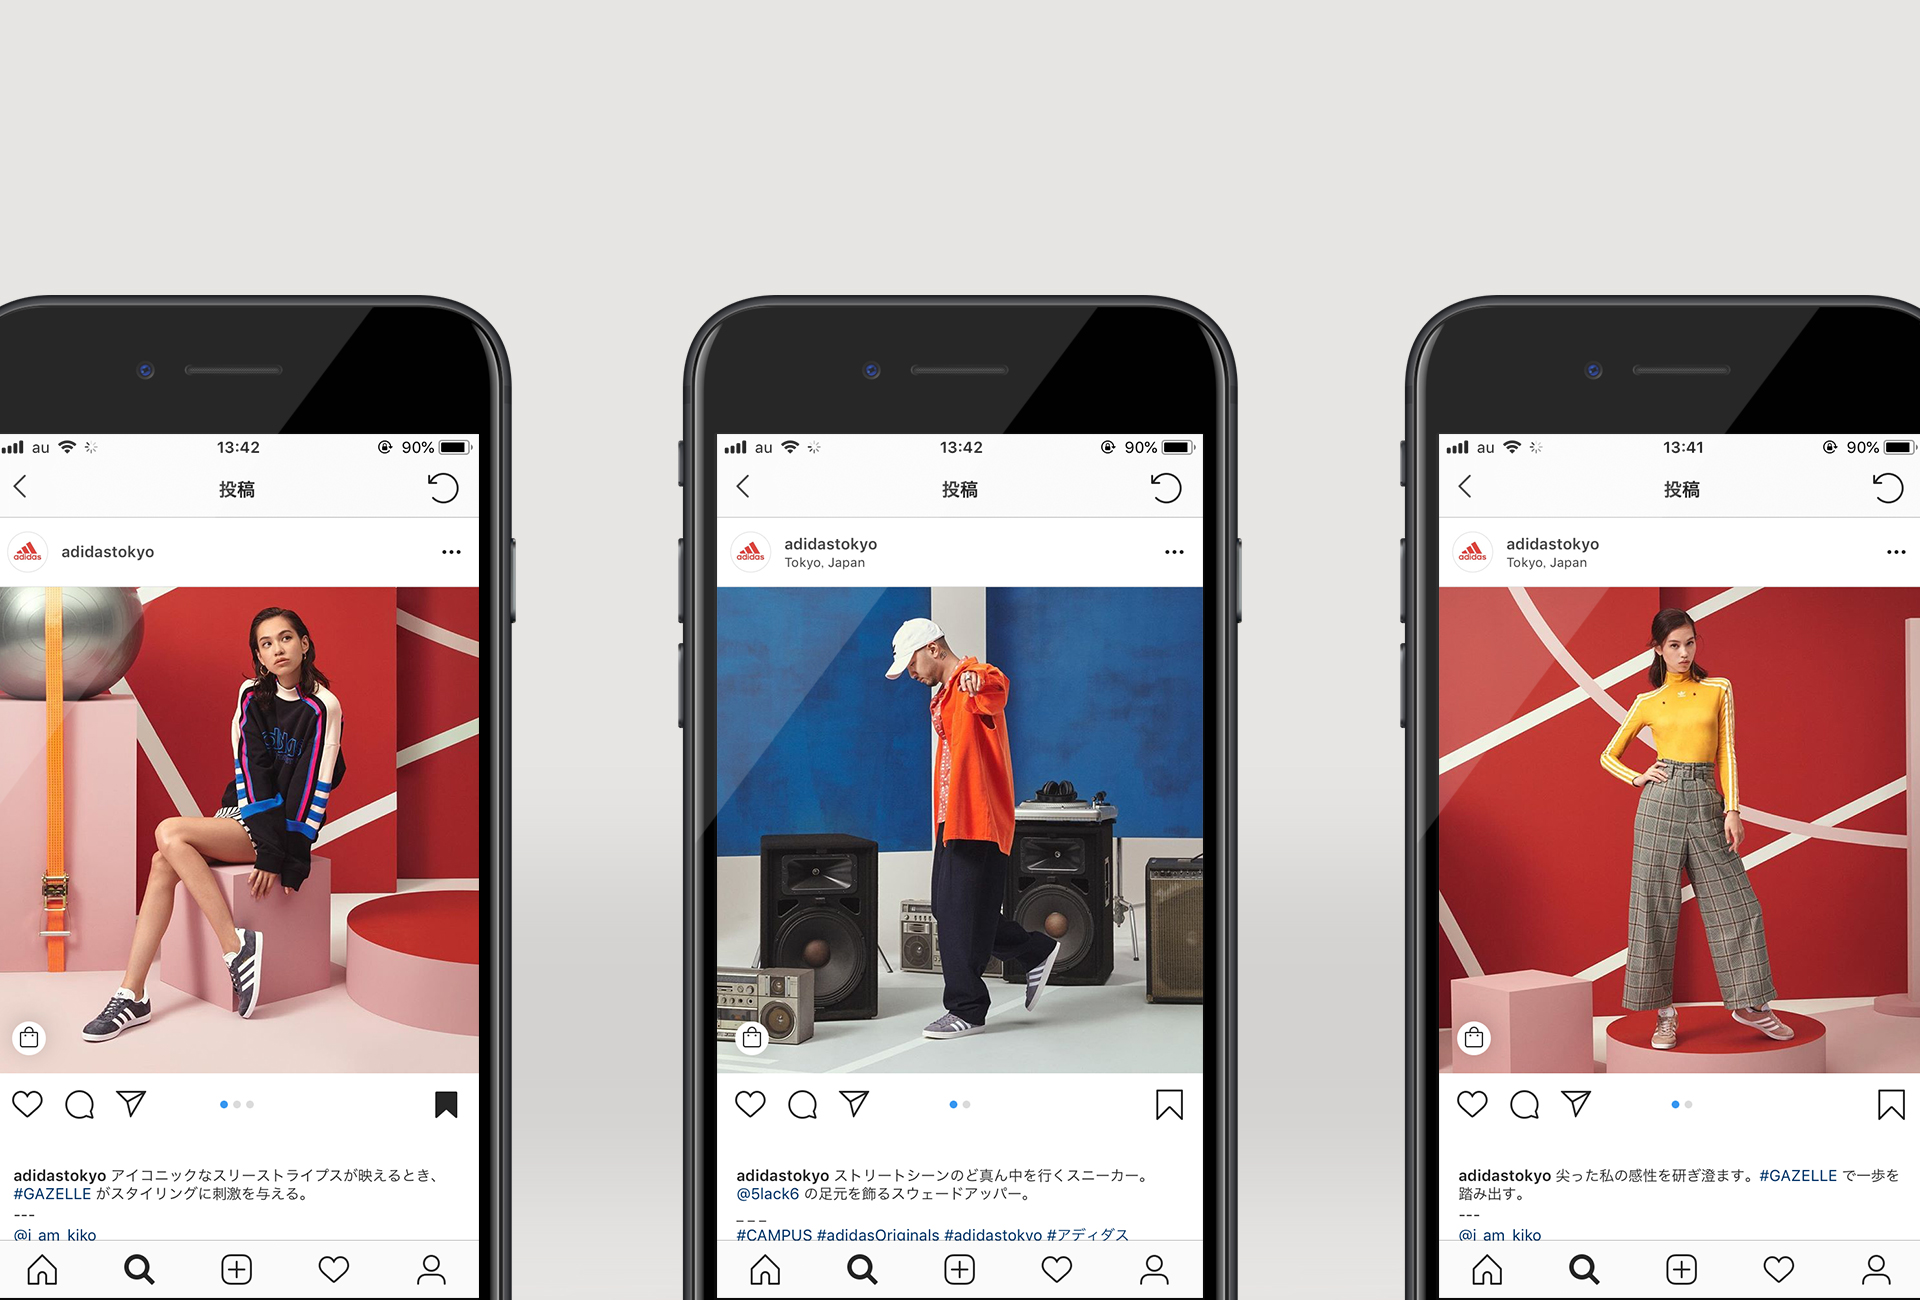 au 13:42 90%
投稿
adidas adidastokyo
adidas
adidastokyo アイコニックなスリーストライプスが映えるとき、
#GAZELLE がスタイリングに刺激を与える。
---
@i_am_kiko
au 13:42 90%
投稿
adidas adidastokyo
Tokyo, Japan
adidastokyo ストリートシーンのど真ん中を行くスニーカー。
@5lack6 の足元を飾るスウェードアッパー。
___
#CAMPUS #adidasOriginals #adidastokyo #アディダス
au 13:41 90%
投稿
adidas adidastokyo
Tokyo, Japan
adidastokyo 尖った私の感性を研ぎ澄ます。#GAZELLE で一歩を
踏み出す。
---
@i_am_kiko